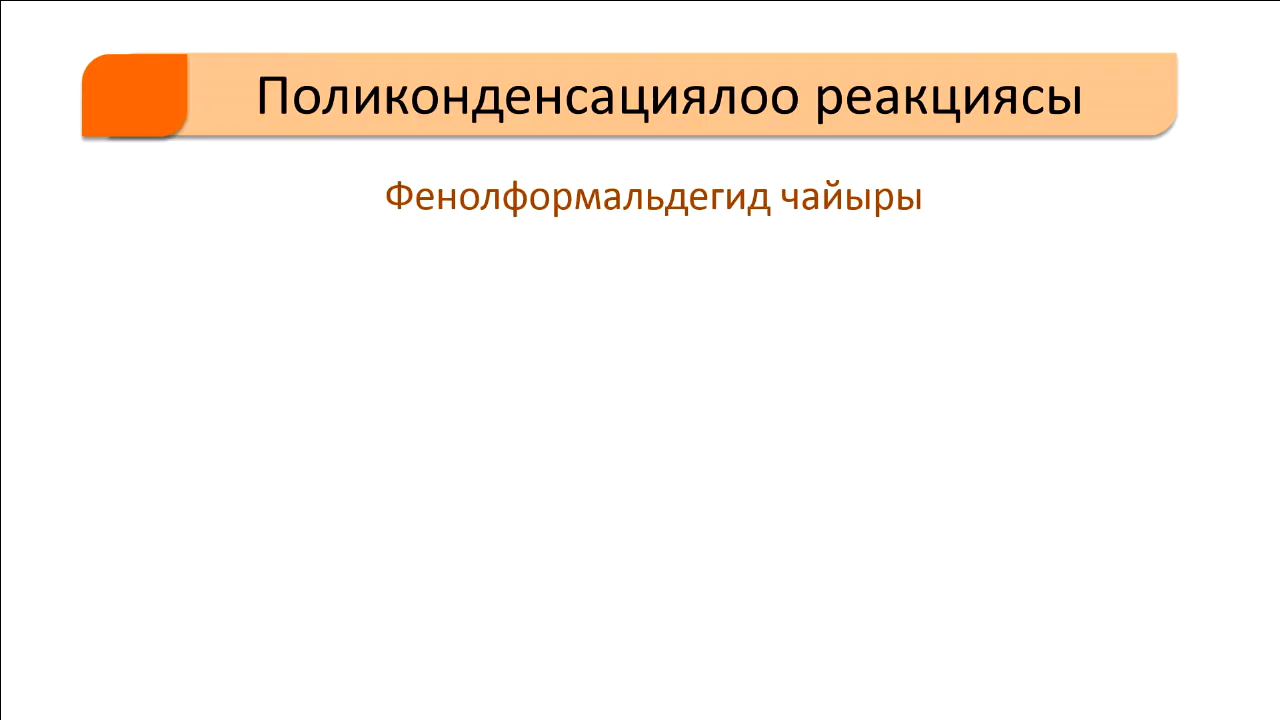 Поликонденсациялоо реакциясы
Фенолформальдегид чайыры